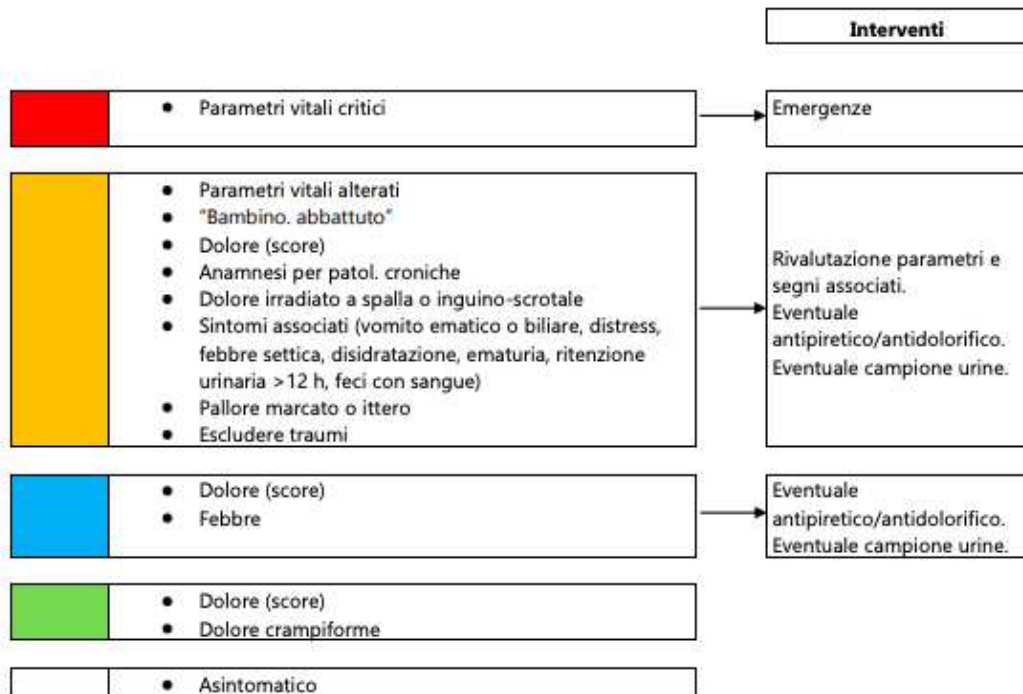 Interventi
Parametri vitali critici
Emergenze
Parametri vitali alterati
"Bambino. abbattuto"
Dolore (score)
Anamnesi per patol. croniche
Dolore irradiato a spalla o inguino-scrotale
Sintomi associati (vomito ematico o biliare, distress,
febbre settica, disidratazione, ematuria, ritenzione
urinaria >12 h, feci con sangue)
Pallore marcato o ittero
Escludere traumi
Rivalutazione parametri e
segni associati.
Eventuale
antipiretico/antidolorifico.
Eventuale campione urine.
Dolore (score)
Febbre
Eventuale
antipiretico/antidolorifico.
Eventuale campione urine.
Dolore (score)
Dolore crampiforme
Asintomatico